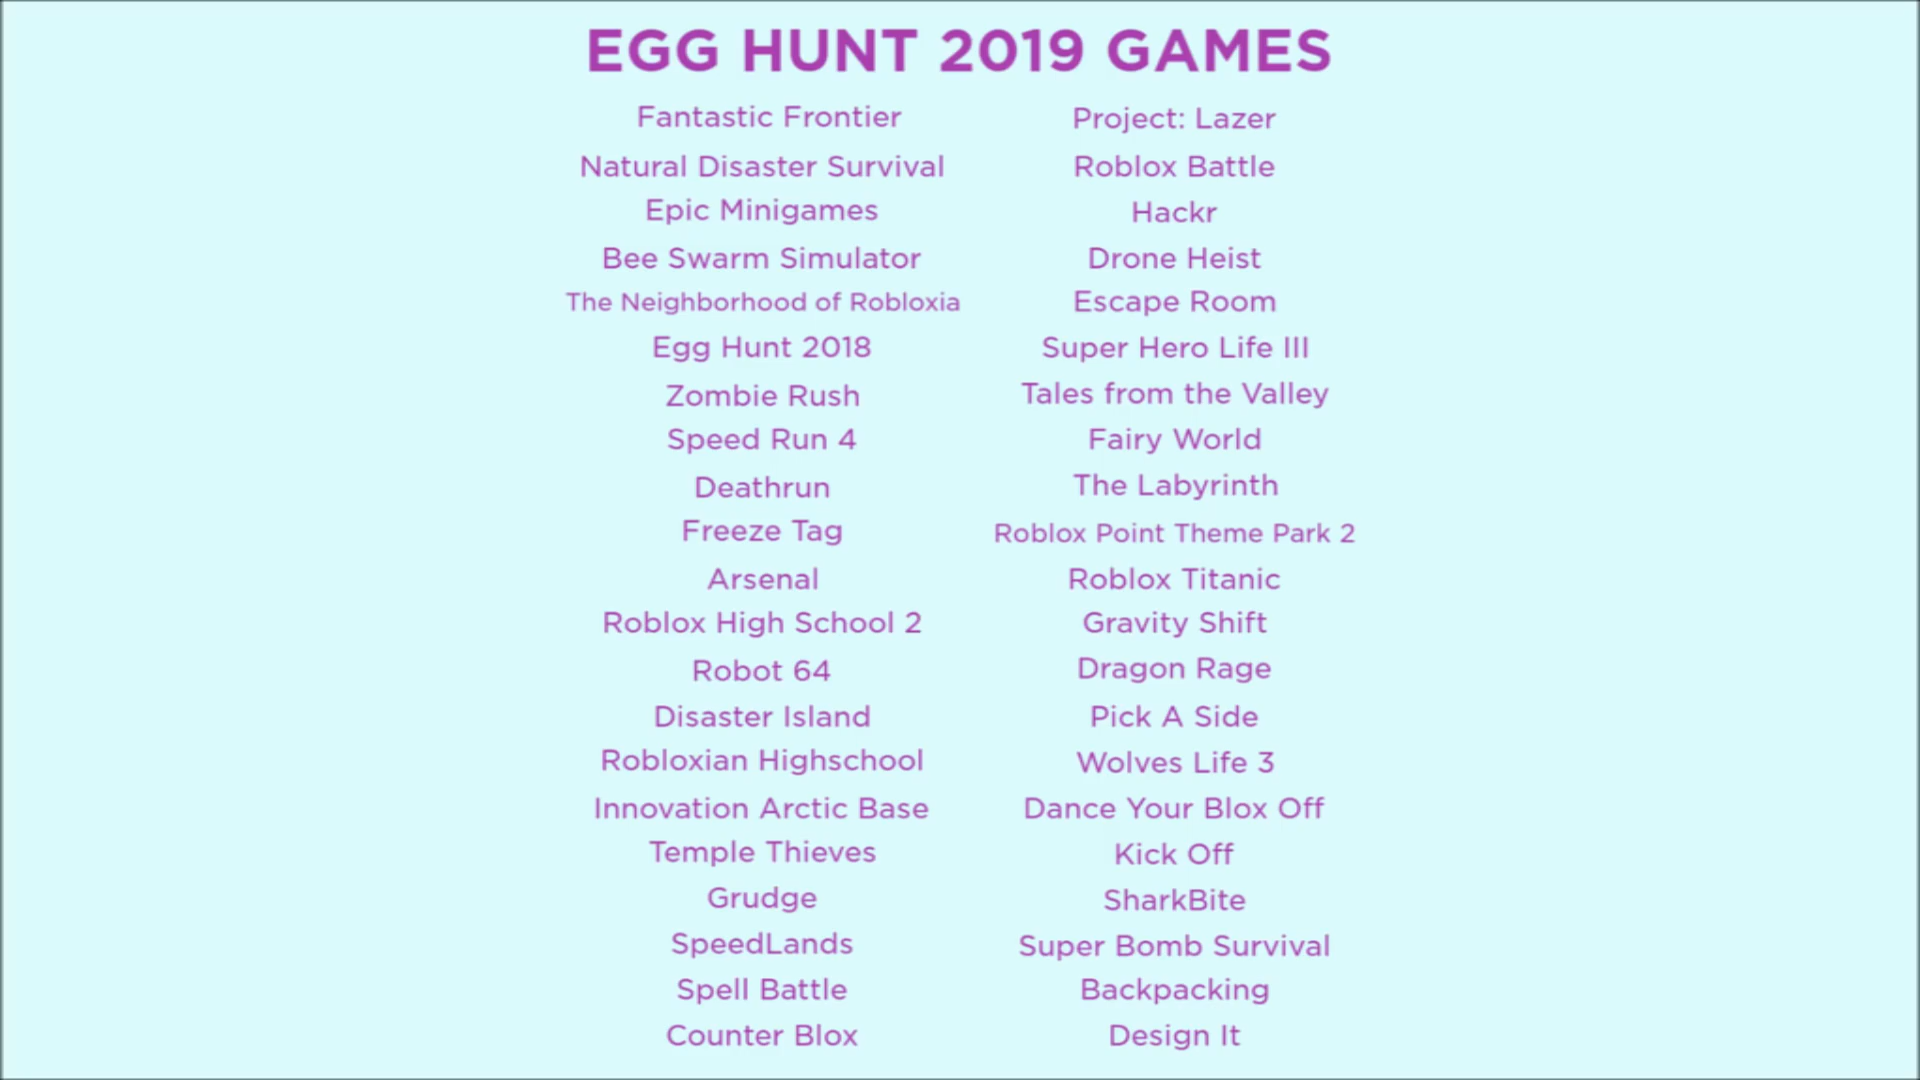 EGG HUNT 2019 GAMES
Fantastic Frontier
Natural Disaster Survival
Epic Minigames
Bee Swarm Simulator
The Neighborhood of Robloxia
Egg Hunt 2018
Zombie Rush
Speed Run 4
Deathrun
Freeze Tag
Arsenal
Roblox High School 2
Robot 64
Disaster Island
Robloxian Highschool
Innovation Arctic Base
Temple Thieves
Grudge
SpeedLands
Spell Battle
Counter Blox
Project: Lazer
Roblox Battle
Hackr
Drone Heist
Escape Room
Super Hero Life III
Tales from the Valley
Fairy World
The Labyrinth
Roblox Point Theme Park 2
Roblox Titanic
Gravity Shift
Dragon Rage
Pick A Side
Wolves Life 3
Dance Your Blox Off
Kick Off
SharkBite
Super Bomb Survival
Backpacking
Design It